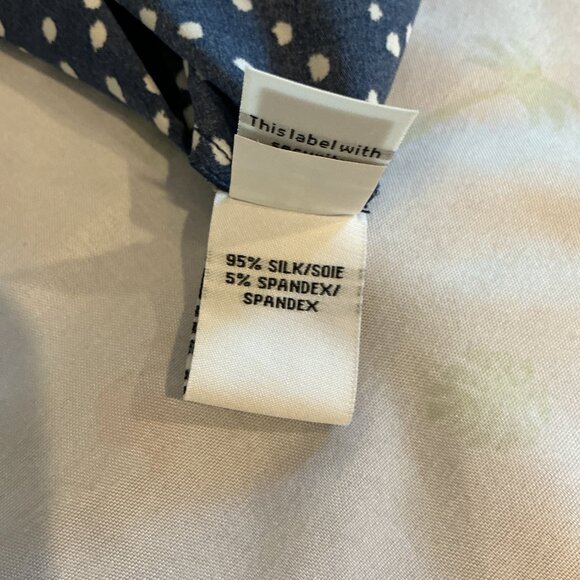 This label with
95% SILK/SOIE
5% SPANDEX/
SPANDEX